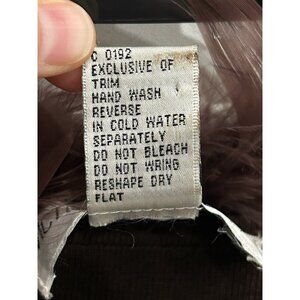 C 0192
EXCLUSIVE OF
TRIM
HAND WASH
REVERSE
IN COLD WATER
SEPARATELY
DO NOT BLEACH
DO NOT WRING
RESHAPE DRY
FLAT